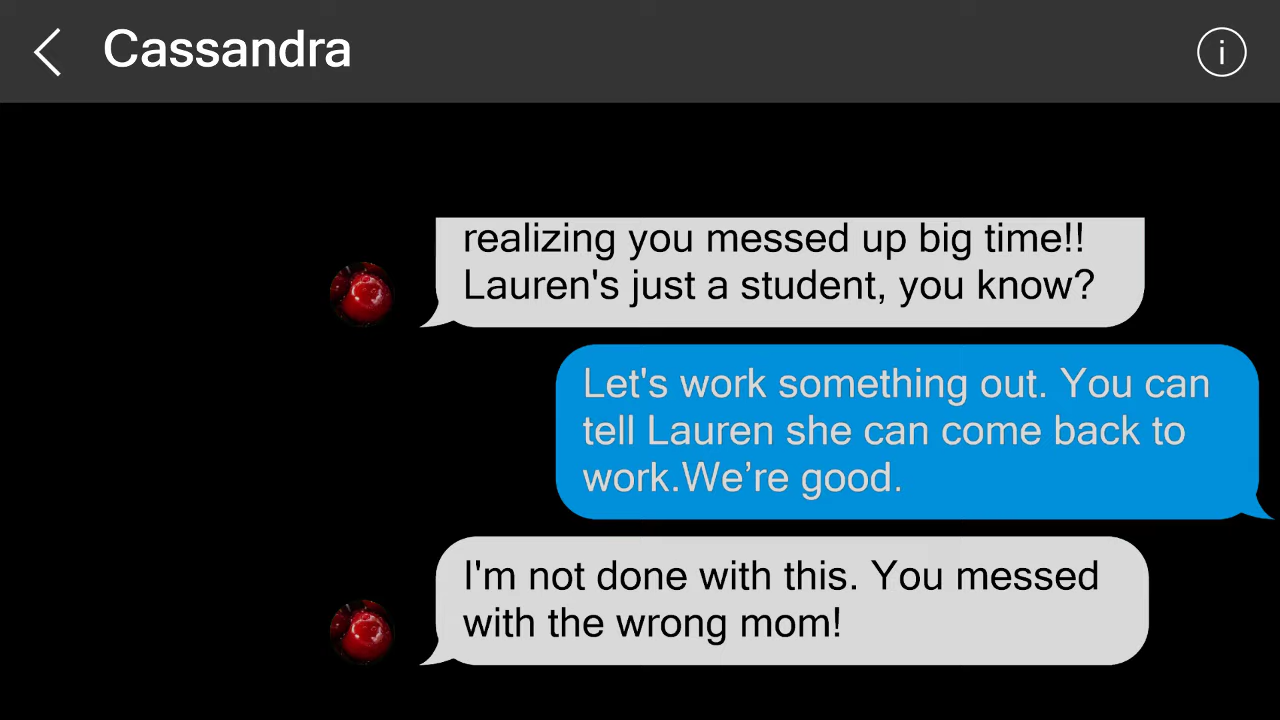 Cassandra
realizing you messed up big time!!
Lauren's just a student, you know?
Let's work something out. You can
tell Lauren she can come back to
work.We’re good.
I'm not done with this. You messed
with the wrong mom!